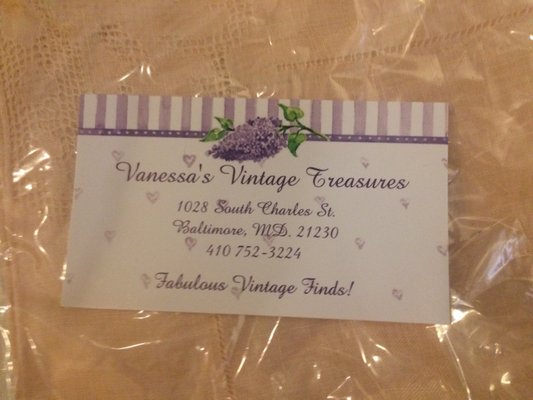 Vanessa's Vintage Treasures
1028 South Charles St.
Baltimore, MD. 21230
410 752-3224
Fabulous Vintage Finds!